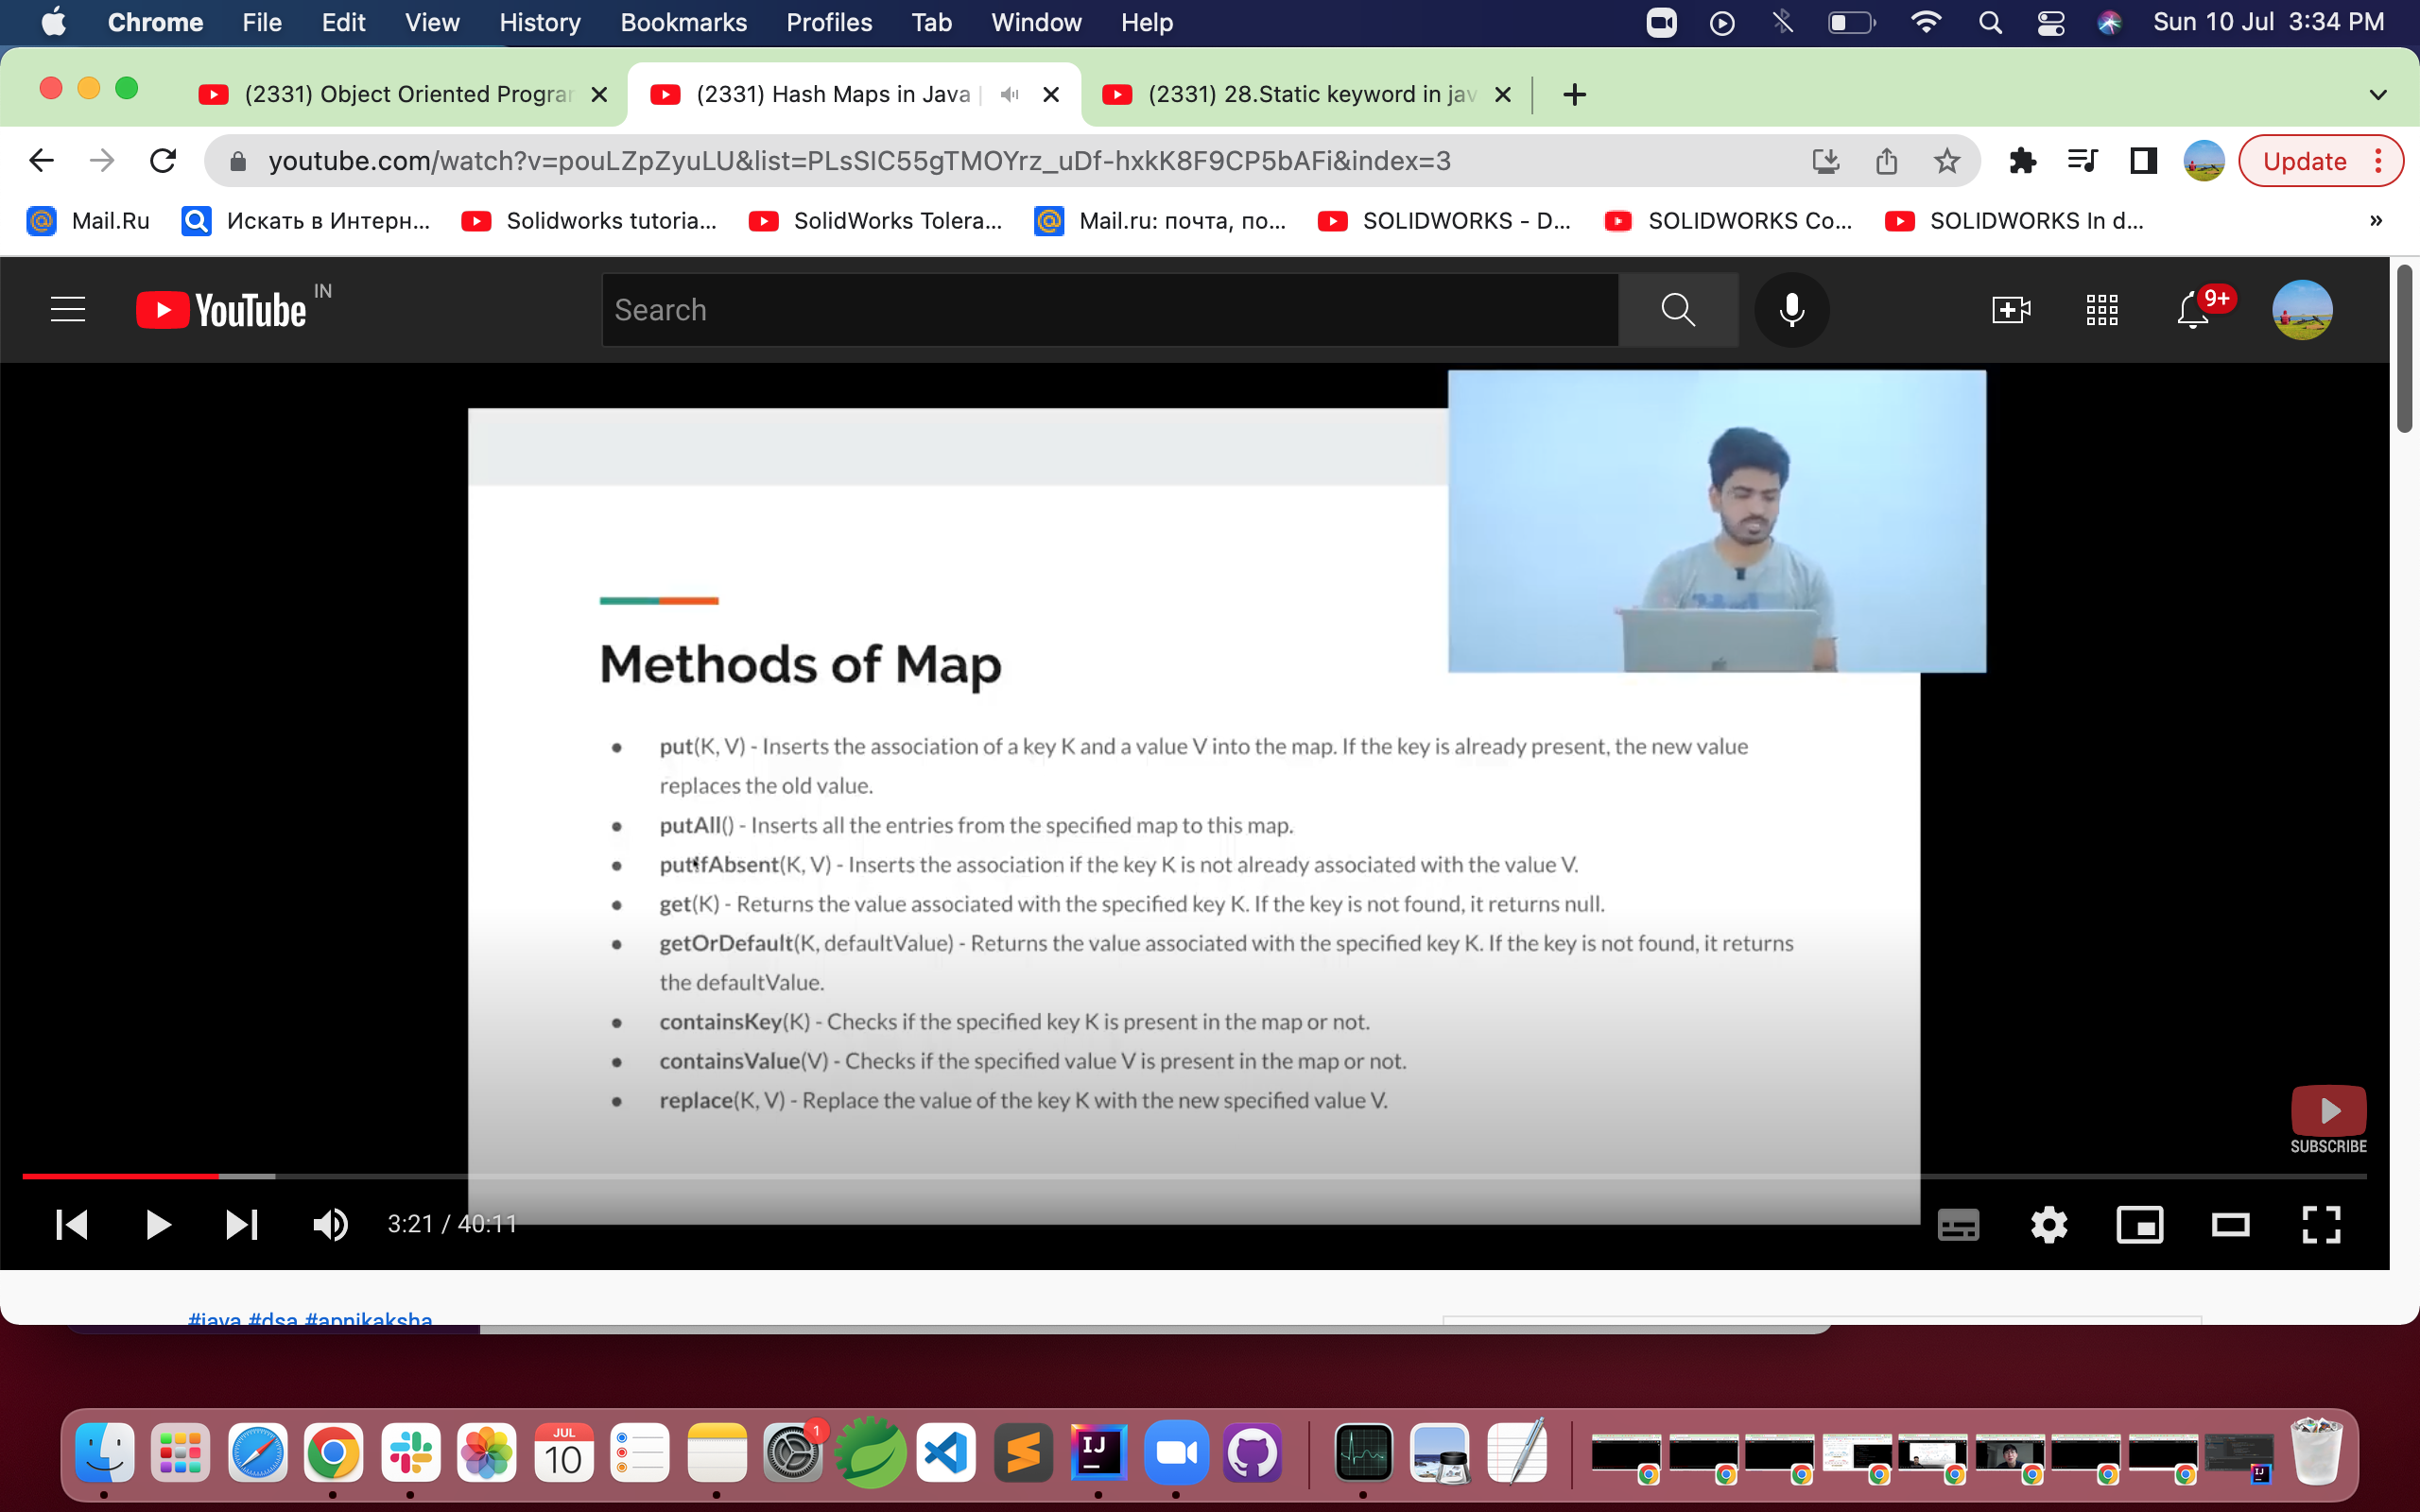 Chrome File Edit View History Bookmarks Profiles Tab Window Help Sun 10 Jul 3:34 PM
(2331) Object Oriented Progra (2331) Hash Maps in Java | (2331) 28.Static keyword in jav
youtube.com/watch?v=pouLZpZyuLU&list=PLsSIC55gTMOYrz_uDf-hxkK8F9CP5bAFi&index=3 Update
Mail.Ru Искать в Интерн... Solidworks tutoria... SolidWorks Tolera... Mail.ru: почта, по... SOLIDWORKS - D... SOLIDWORKS Co... SOLIDWORKS In d... »
YouTube IN Search 9+
Methods of Map
• put(K, V) - Inserts the association of a key K and a value V into the map. If the key is already present, the new value
replaces the old value.
• putAll() - Inserts all the entries from the specified map to this map.
• putIfAbsent(K, V) - Inserts the association if the key K is not already associated with the value V.
• get(K) - Returns the value associated with the specified key K. If the key is not found, it returns null.
• getOrDefault(K, defaultValue) - Returns the value associated with the specified key K. If the key is not found, it returns
the defaultValue.
• containsKey(K) - Checks if the specified key K is present in the map or not.
• containsValue(V) - Checks if the specified value V is present in the map or not.
• replace(K, V) - Replace the value of the key K with the new specified value V.
SUBSCRIBE
3:21 / 40:11
#java #dsa #apnikaksha
JUL
10
1
IJ